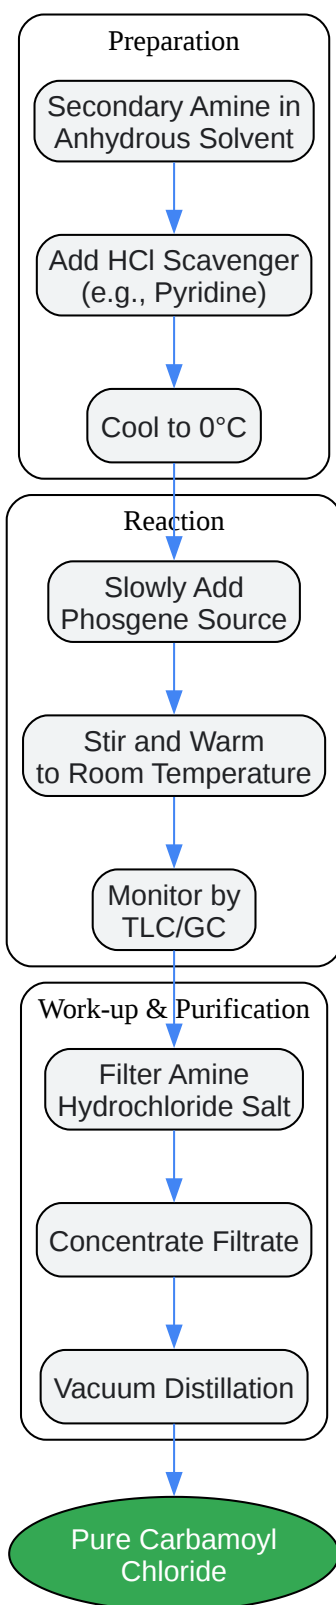 Preparation
Secondary Amine in
Anhydrous Solvent
Add HCl Scavenger
(e.g., Pyridine)
Cool to 0°C
Reaction
Slowly Add
Phosgene Source
Stir and Warm
to Room Temperature
Monitor by
TLC/GC
Work-up & Purification
Filter Amine
Hydrochloride Salt
Concentrate Filtrate
Vacuum Distillation
Pure Carbamoyl
Chloride